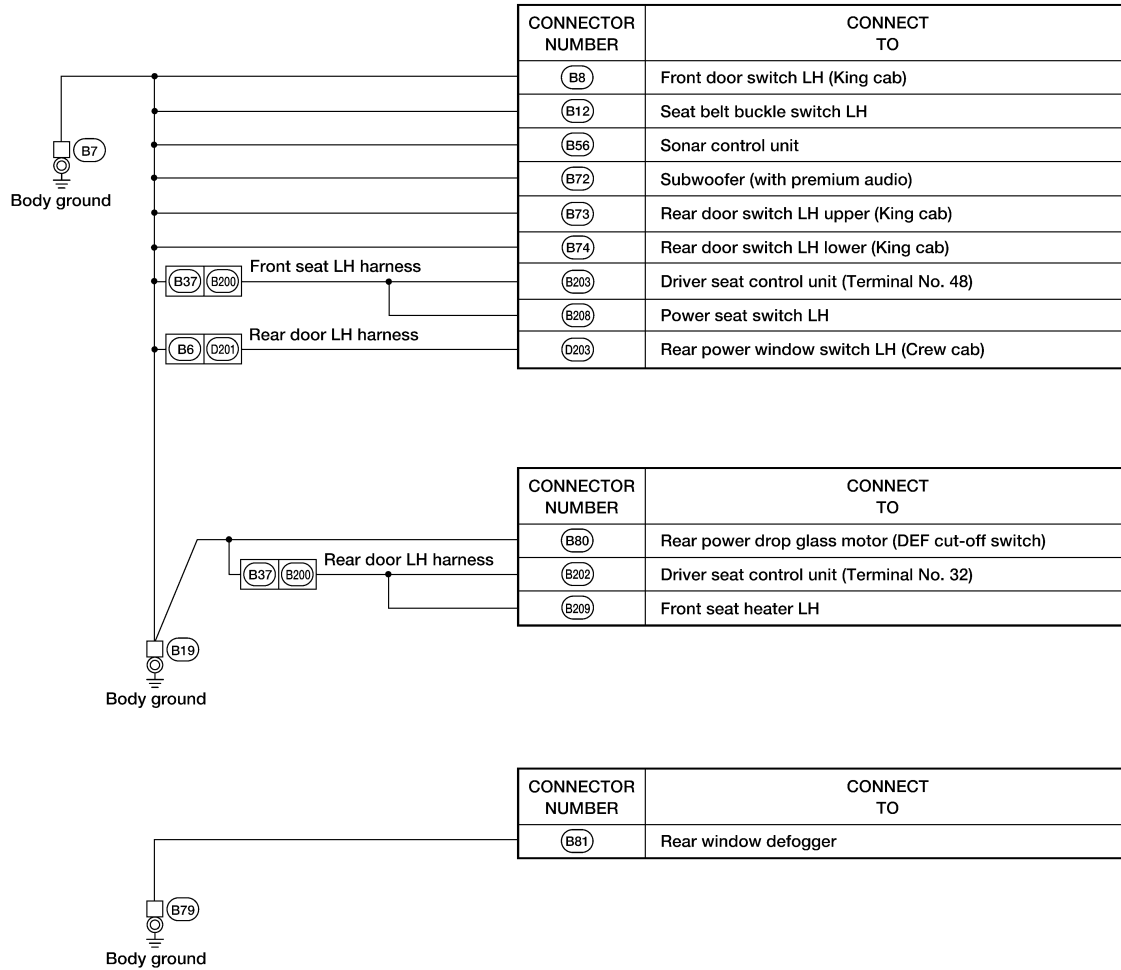 CONNECTOR NUMBER
CONNECT TO
B8 Front door switch LH (King cab)
B12 Seat belt buckle switch LH
B7
B56 Sonar control unit
B72 Subwoofer (with premium audio)
Body ground
B73 Rear door switch LH upper (King cab)
B74 Rear door switch LH lower (King cab)
Front seat LH harness
B37 B200
B203 Driver seat control unit (Terminal No. 48)
B208 Power seat switch LH
Rear door LH harness
B6 D201
D203 Rear power window switch LH (Crew cab)
CONNECTOR NUMBER
CONNECT TO
B80 Rear power drop glass motor (DEF cut-off switch)
Rear door LH harness
B37 B200
B202 Driver seat control unit (Terminal No. 32)
B209 Front seat heater LH
B19
Body ground
CONNECTOR NUMBER
CONNECT TO
B81 Rear window defogger
B79
Body ground